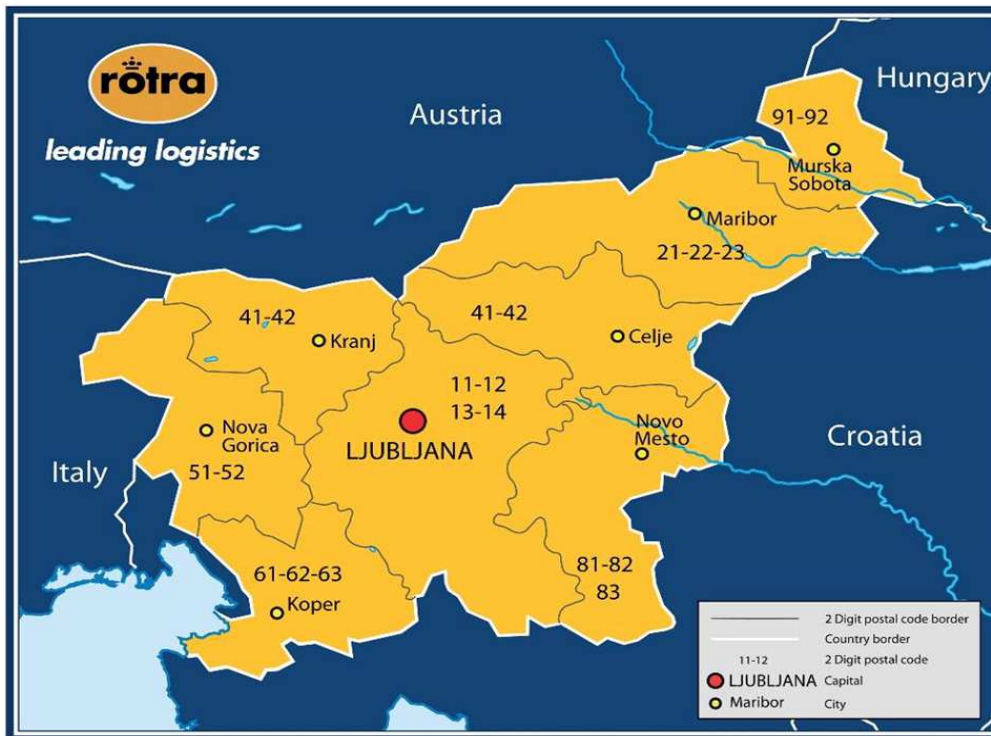 rotra
leading logistics
Austria
Hungary
91-92
Murska
Sobota
Maribor
21-22-23
41-42
Kranj
41-42
Celje
11-12
13-14
LJUBLJANA
Nova
Gorica
51-52
Novo
Mesto
Italy
Croatia
61-62-63
Koper
81-82
83
2 Digit postal code border
Country border
11-12 2 Digit postal code
LJUBLJANA Capital
Maribor City